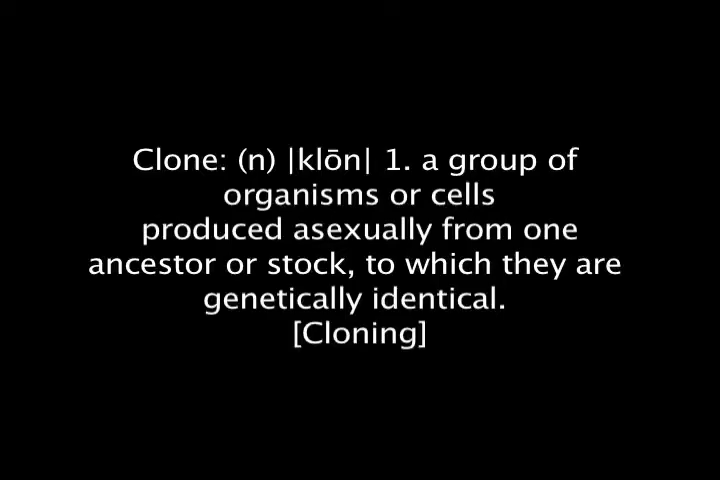 Clone: (n) |klōn| 1. a group of
organisms or cells
produced asexually from one
ancestor or stock, to which they are
genetically identical.
[Cloning]